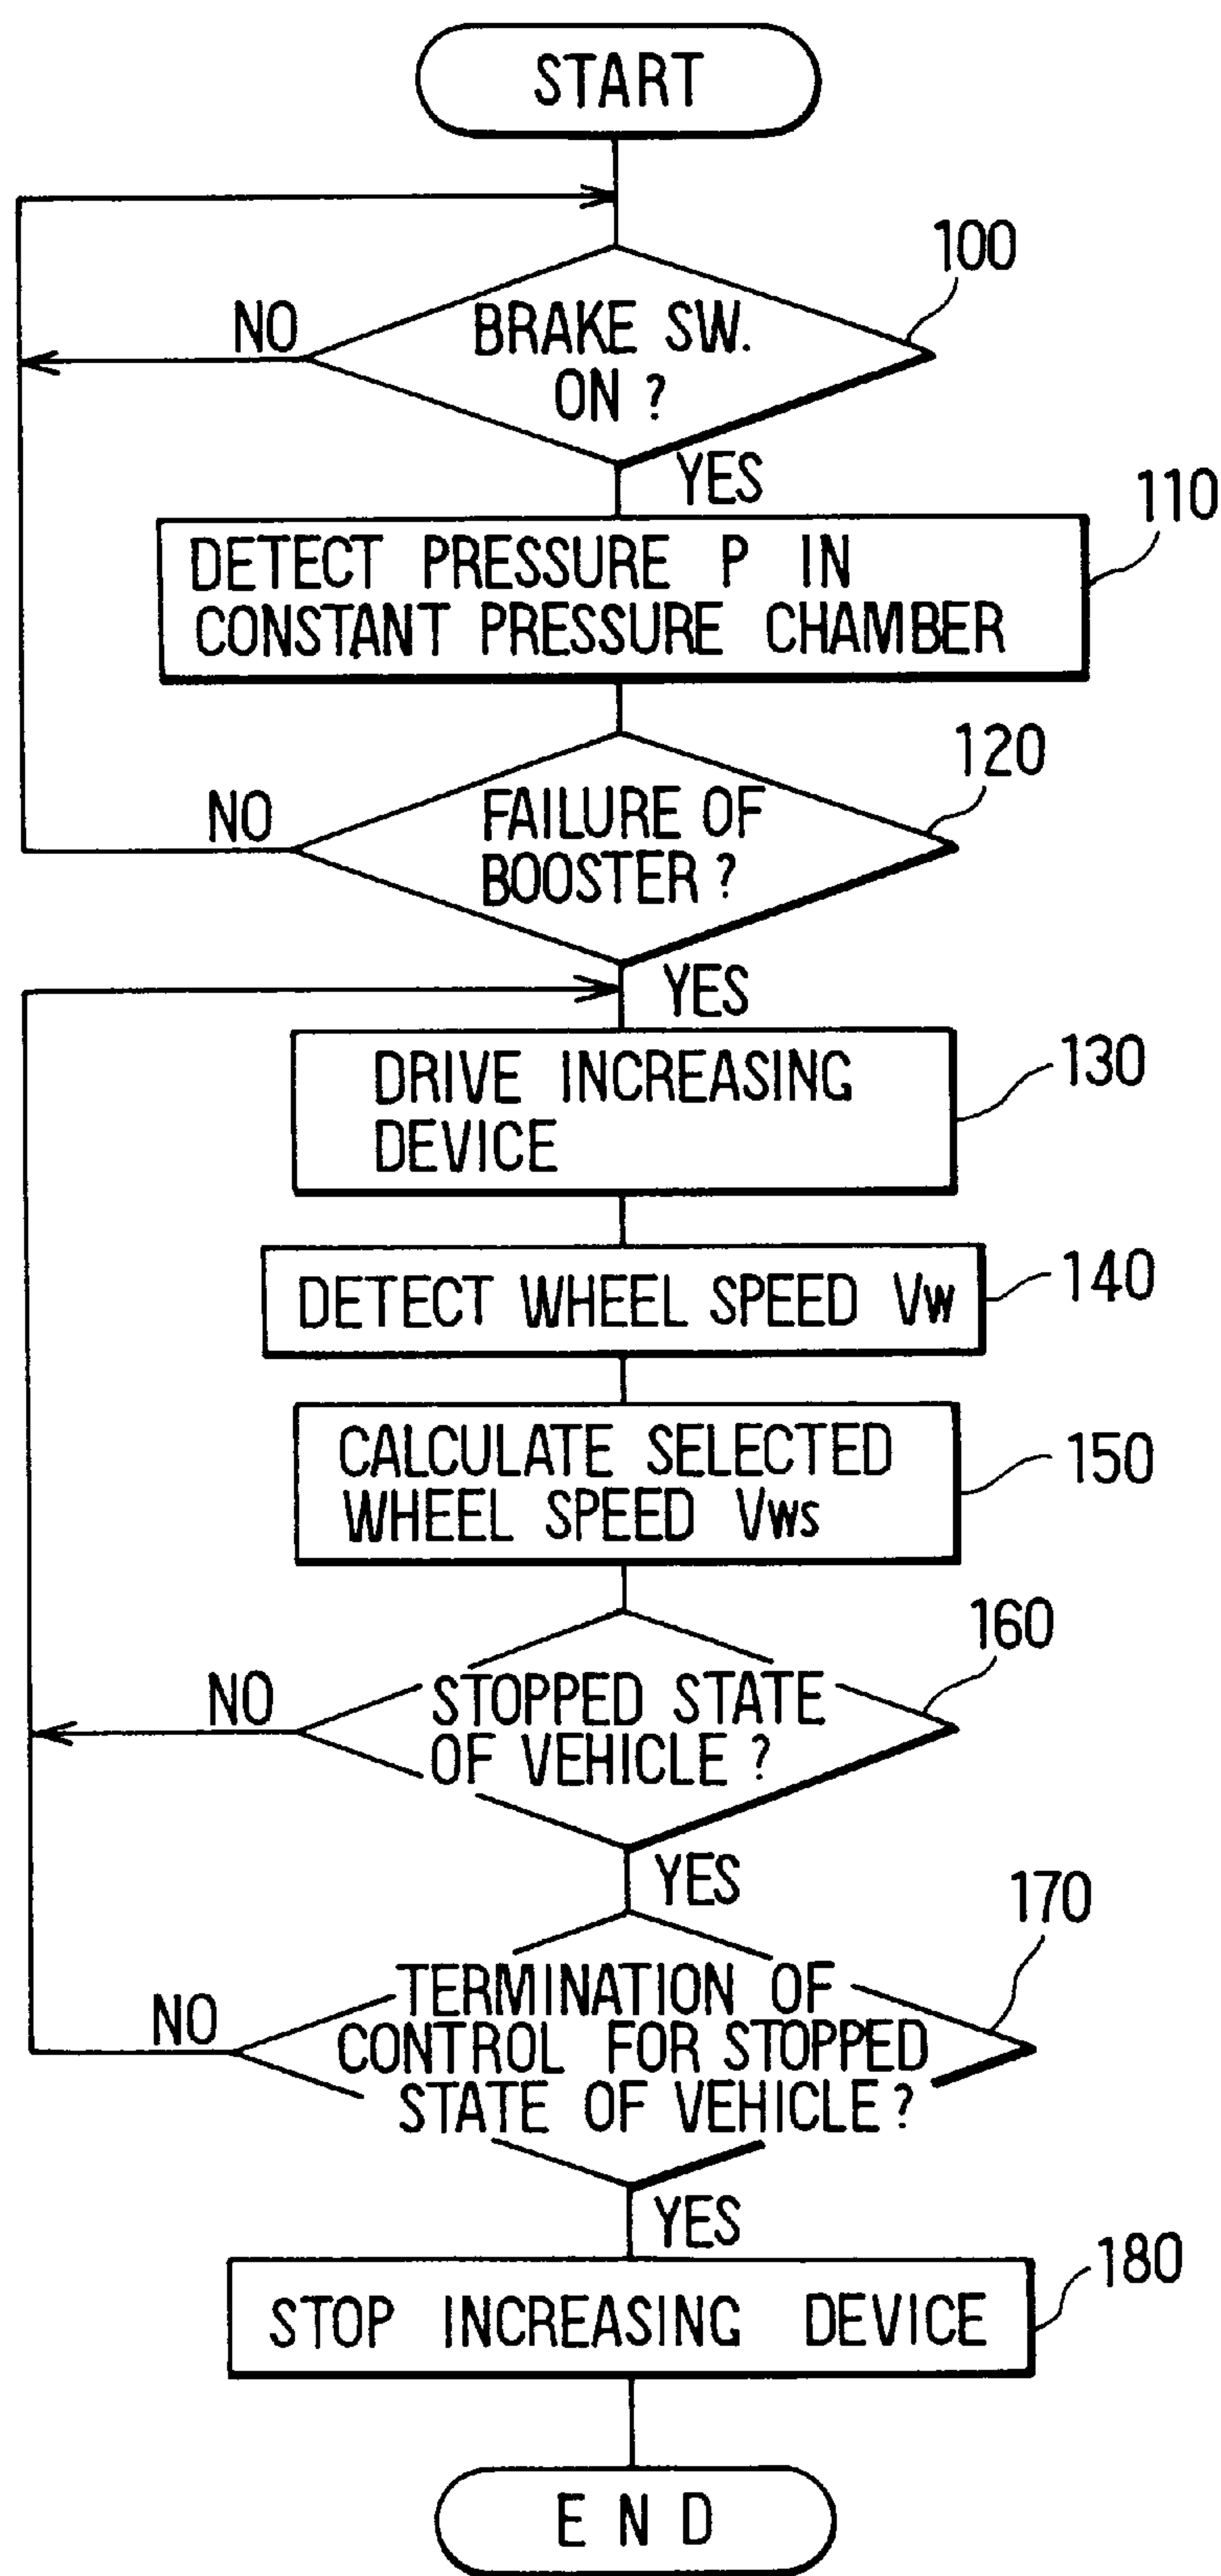 START
100
NO
BRAKE SW.
ON ?
YES
110
DETECT PRESSURE P IN
CONSTANT PRESSURE CHAMBER
120
NO
FAILURE OF
BOOSTER ?
YES
DRIVE INCREASING
DEVICE
130
DETECT WHEEL SPEED Vw
140
CALCULATE SELECTED
WHEEL SPEED Vws
150
160
NO
STOPPED STATE
OF VEHICLE ?
YES
170
NO
TERMINATION OF
CONTROL FOR STOPPED
STATE OF VEHICLE ?
YES
180
STOP INCREASING DEVICE
END